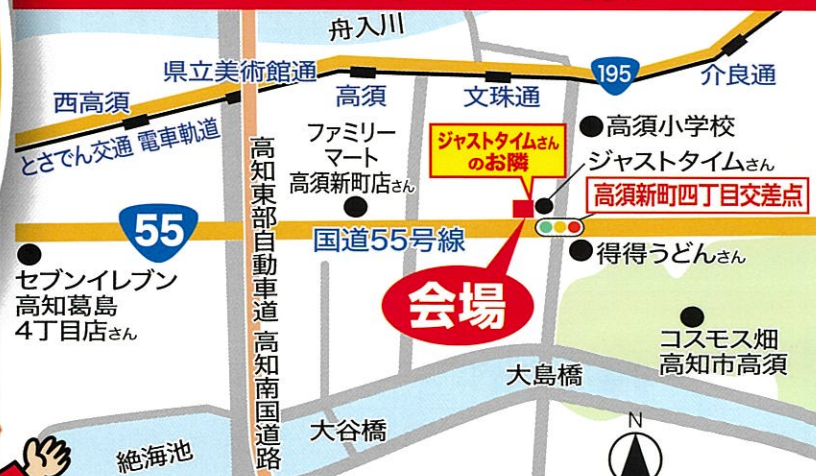 舟入川
県立美術館通
195
介良通
西高須
高須
文珠通
とさでん交通 電車軌道
ファミリー
マート
高須新町店さん
ジャストタイムさん
のお隣
高須小学校
ジャストタイムさん
高須新町四丁目交差点
高知東部自動車道 高知南国道路
55
国道55号線
得得うどんさん
セブンイレブン
高知葛島
4丁目店さん
会場
コスモス畑
高知市高須
大島橋
大谷橋
絶海池
N